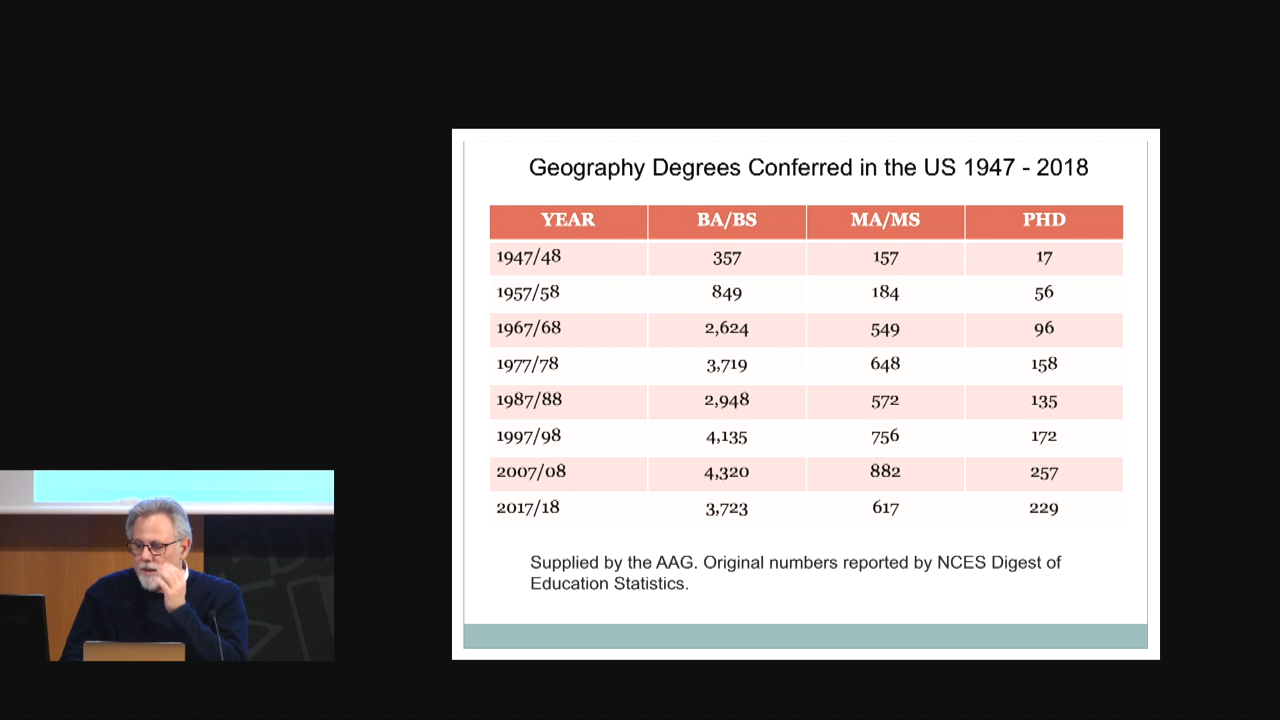 Geography Degrees Conferred in the US 1947 - 2018
YEAR BA/BS MA/MS PHD
1947/48 357 157 17
1957/58 849 184 56
1967/68 2,624 549 96
1977/78 3,719 648 158
1987/88 2,948 572 135
1997/98 4,135 756 172
2007/08 4,320 882 257
2017/18 3,723 617 229
Supplied by the AAG. Original numbers reported by NCES Digest of
Education Statistics.